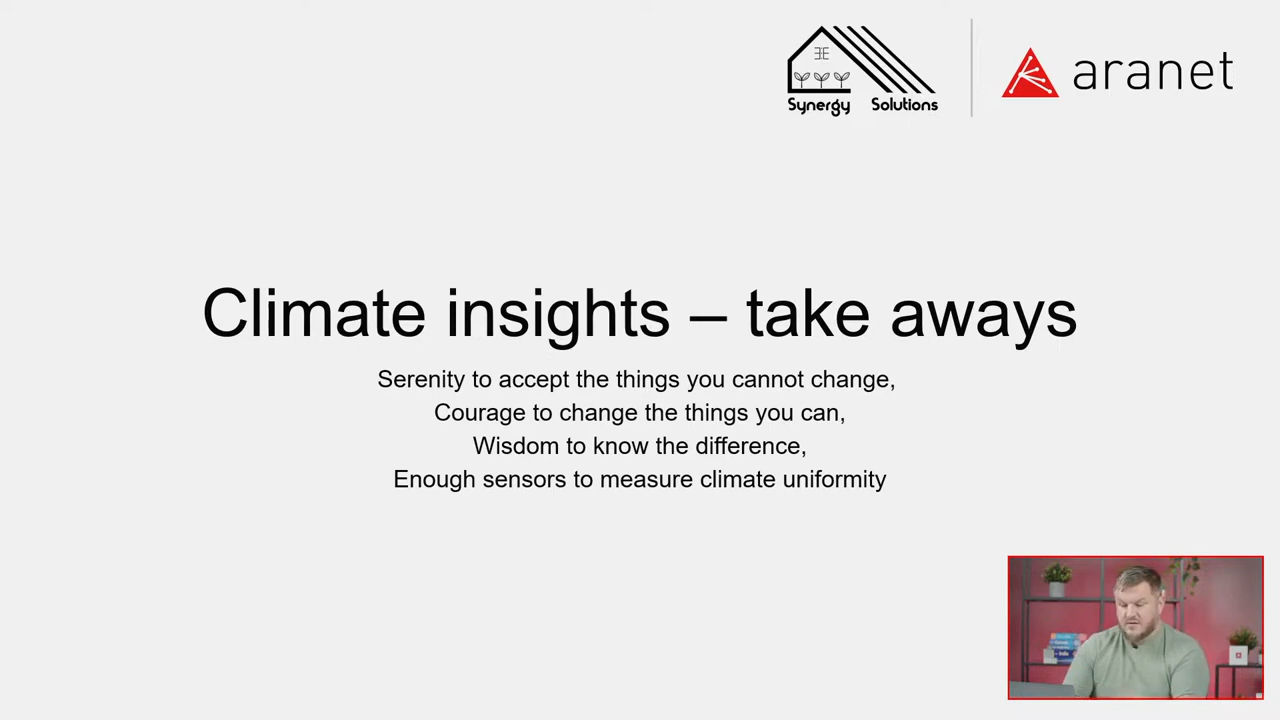 Synergy Solutions
aranet
Climate insights – take aways
Serenity to accept the things you cannot change,
Courage to change the things you can,
Wisdom to know the difference,
Enough sensors to measure climate uniformity